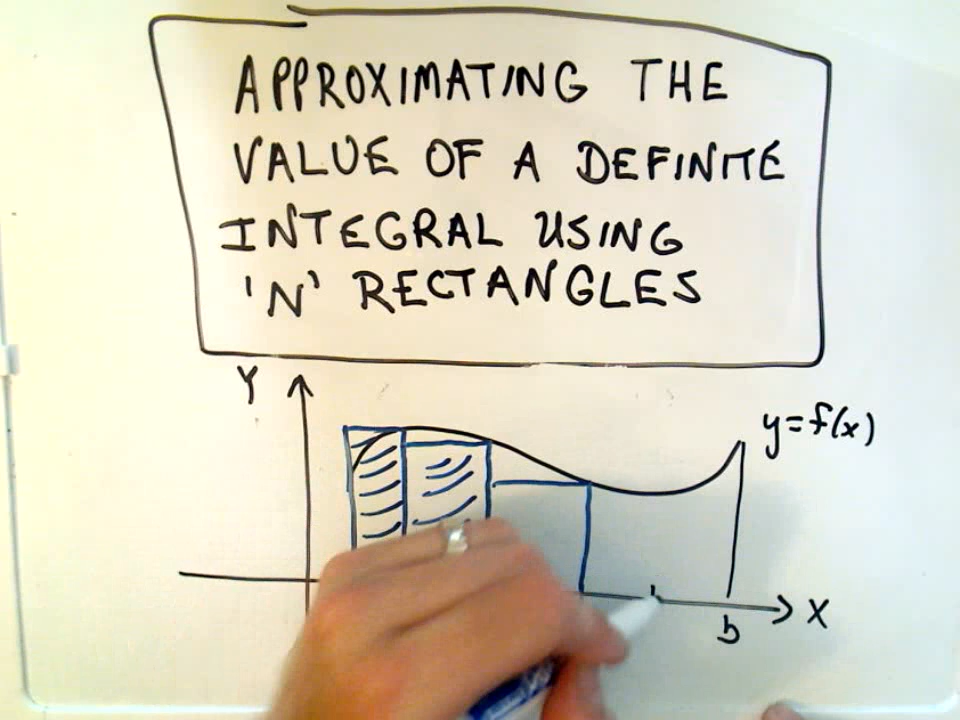 APPROXIMATING THE
VALUE OF A DEFINITE
INTEGRAL USING
'N' RECTANGLES
Y
y=f(x)
X
b